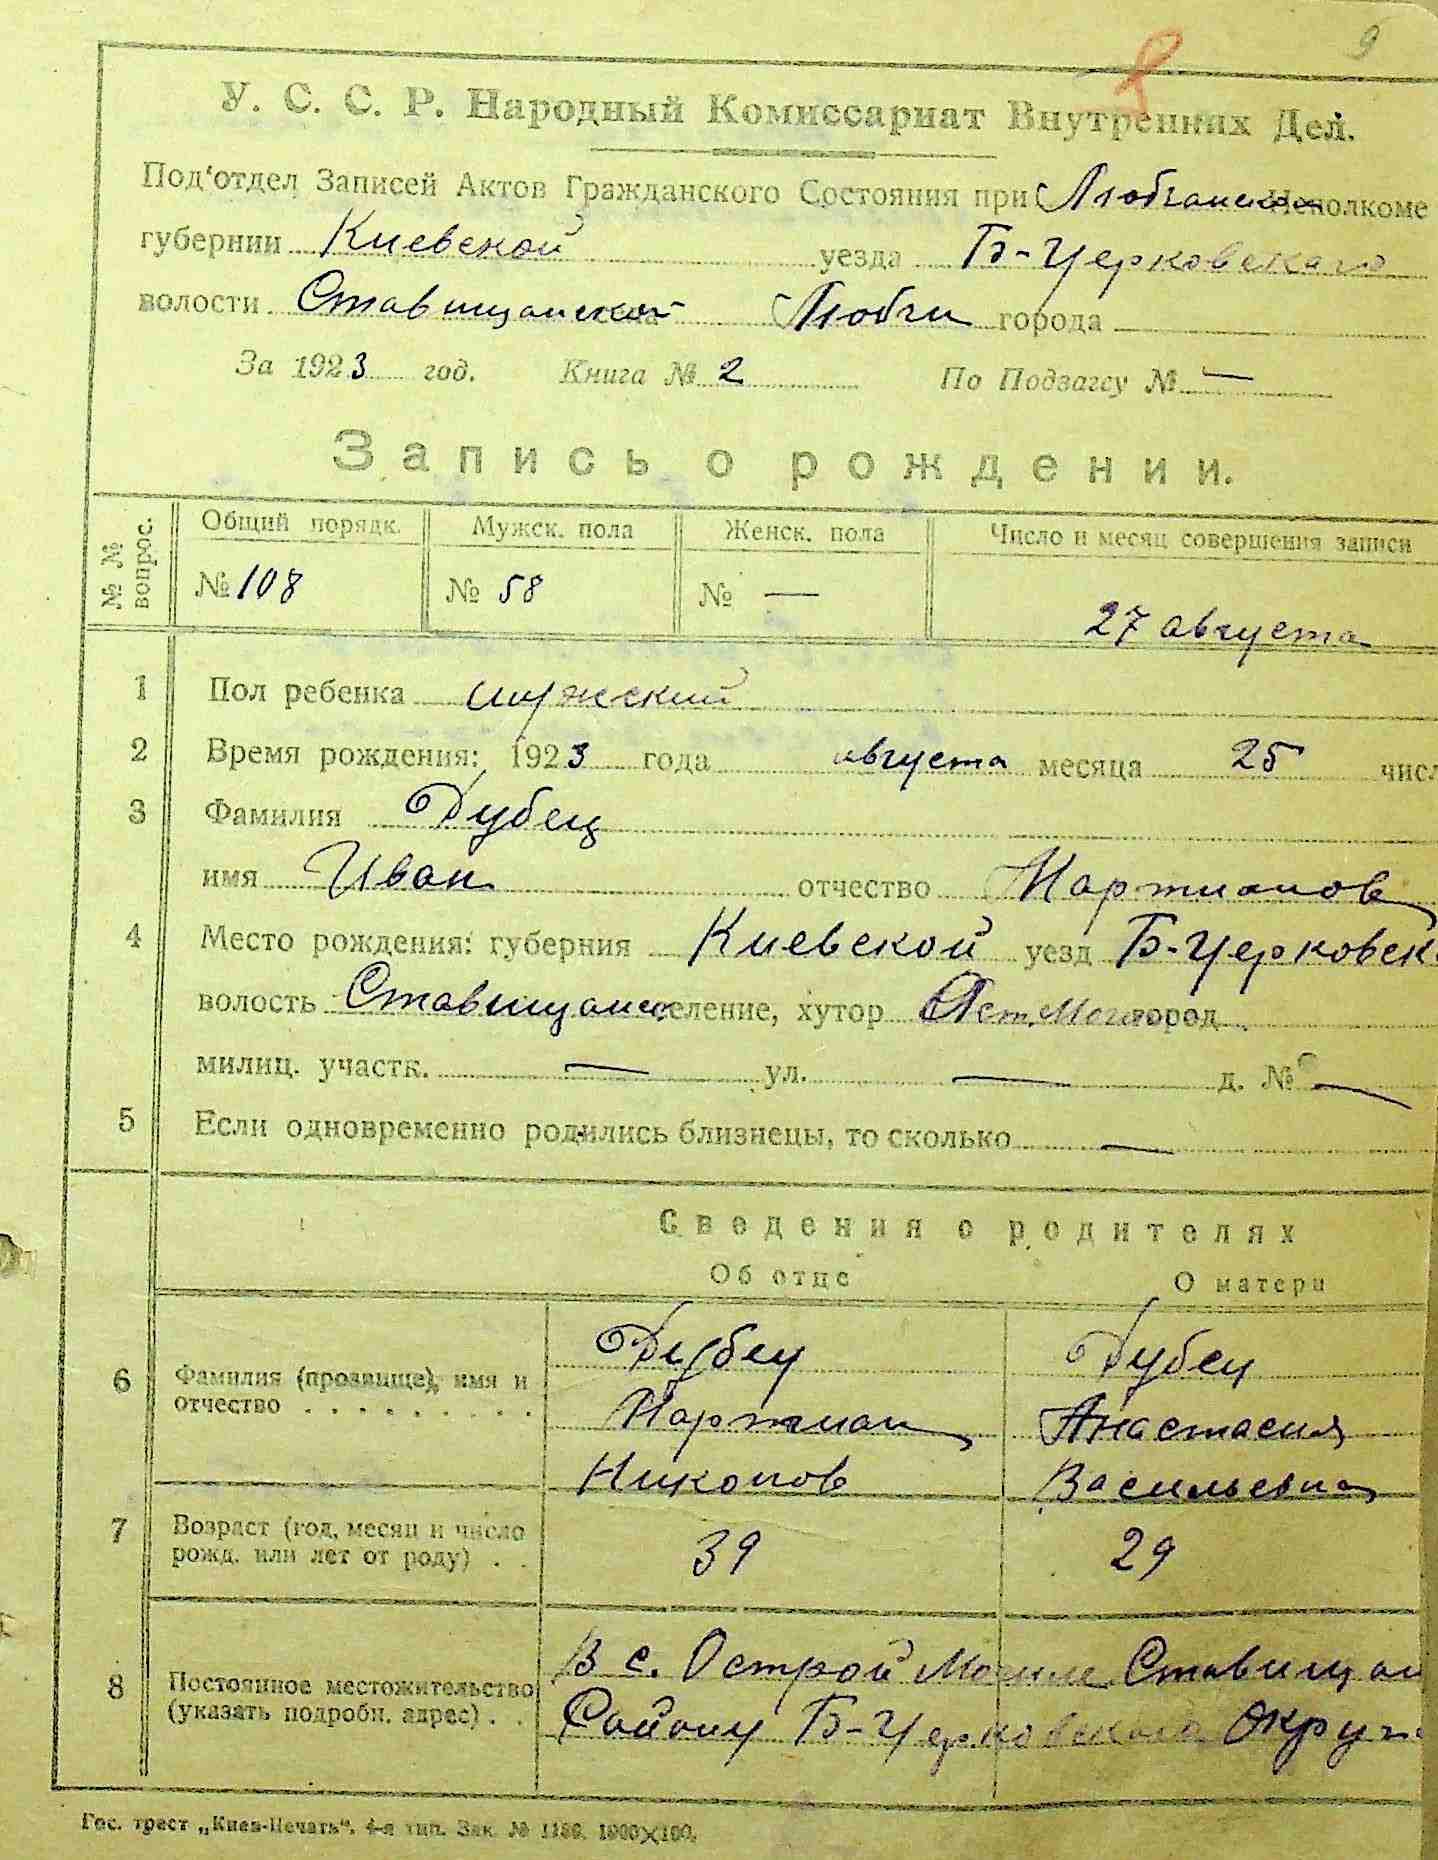 9
8
У. С. С. Р. Народный Комиссариат Внутренних Дел.
Под'отдел Записей Актов Гражданского Состояния при Любчанском Исполкоме
губернии Киевской уезда Б-Церковского
волости Ставищанской Любчи города
За 1923 год. Книга № 2 По Подзагсу № —
Запись о рождении.
№ № вопрос. Общий порядк. Мужск. пола Женск. пола Число и месяц совершения записи
№ 108 № 58 № — 27 августа
1 Пол ребенка мужский
2 Время рождения: 1923 года августа месяца 25 числ
3 Фамилия Дубец
имя Иван отчество Мартианов
4 Место рождения: губерния Киевской уезд Б-Церковск
волость Ставищанск селение, хутор Ост. Могил город
милиц. участк. — ул. — д. № —
5 Если одновременно родились близнецы, то сколько —
Сведения о родителях
Об отце О матери
6 Фамилия (прозвище), имя и отчество . . . . . . . . . Дубец Дубец
Мартиан Анастасия
Никонов Васильевна
7 Возраст (год, месяц и число рожд. или лет от роду) . . 39 29
8 Постоянное местожительство (указать подробн. адрес) . . В с. Острой Могиле Ставищан
Району Б-Церковского Округа
Гос. трест „Киев-Печать“. 4-я тип. Зак. № 1186. 1000×100.